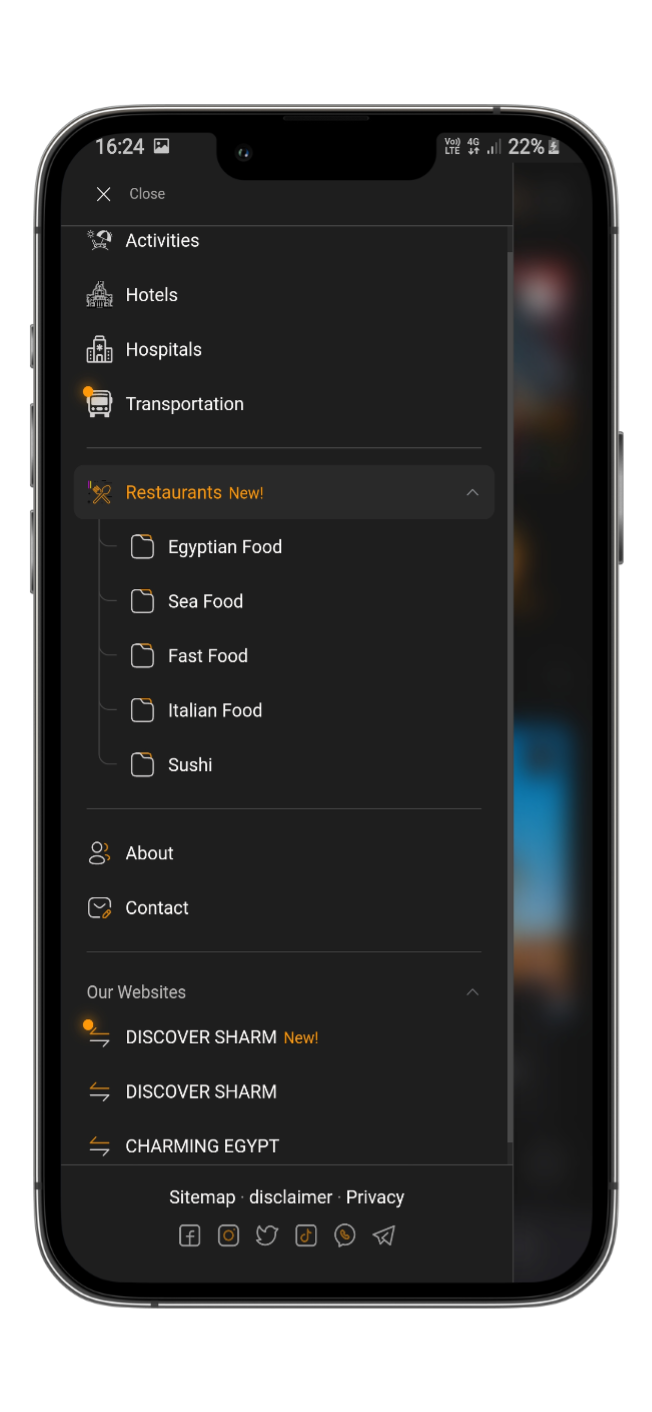 16:24 Vo)) LTE 4G 22%
Close
Activities
Hotels
Hospitals
Transportation
Restaurants New!
Egyptian Food
Sea Food
Fast Food
Italian Food
Sushi
About
Contact
Our Websites
DISCOVER SHARM New!
DISCOVER SHARM
CHARMING EGYPT
Sitemap · disclaimer · Privacy